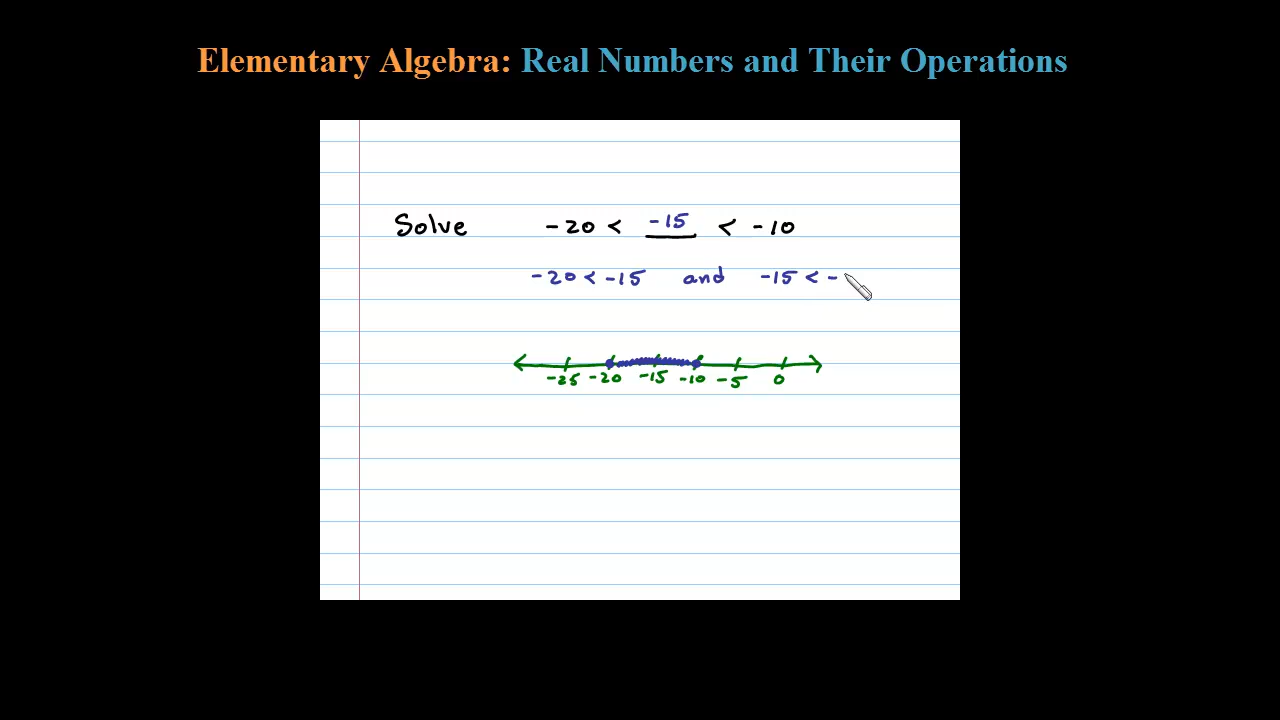 Elementary Algebra: Real Numbers and Their Operations
Solve -20 < -15 < -10
-20 < -15 and -15 < -
-25 -20 -15 -10 -5 0